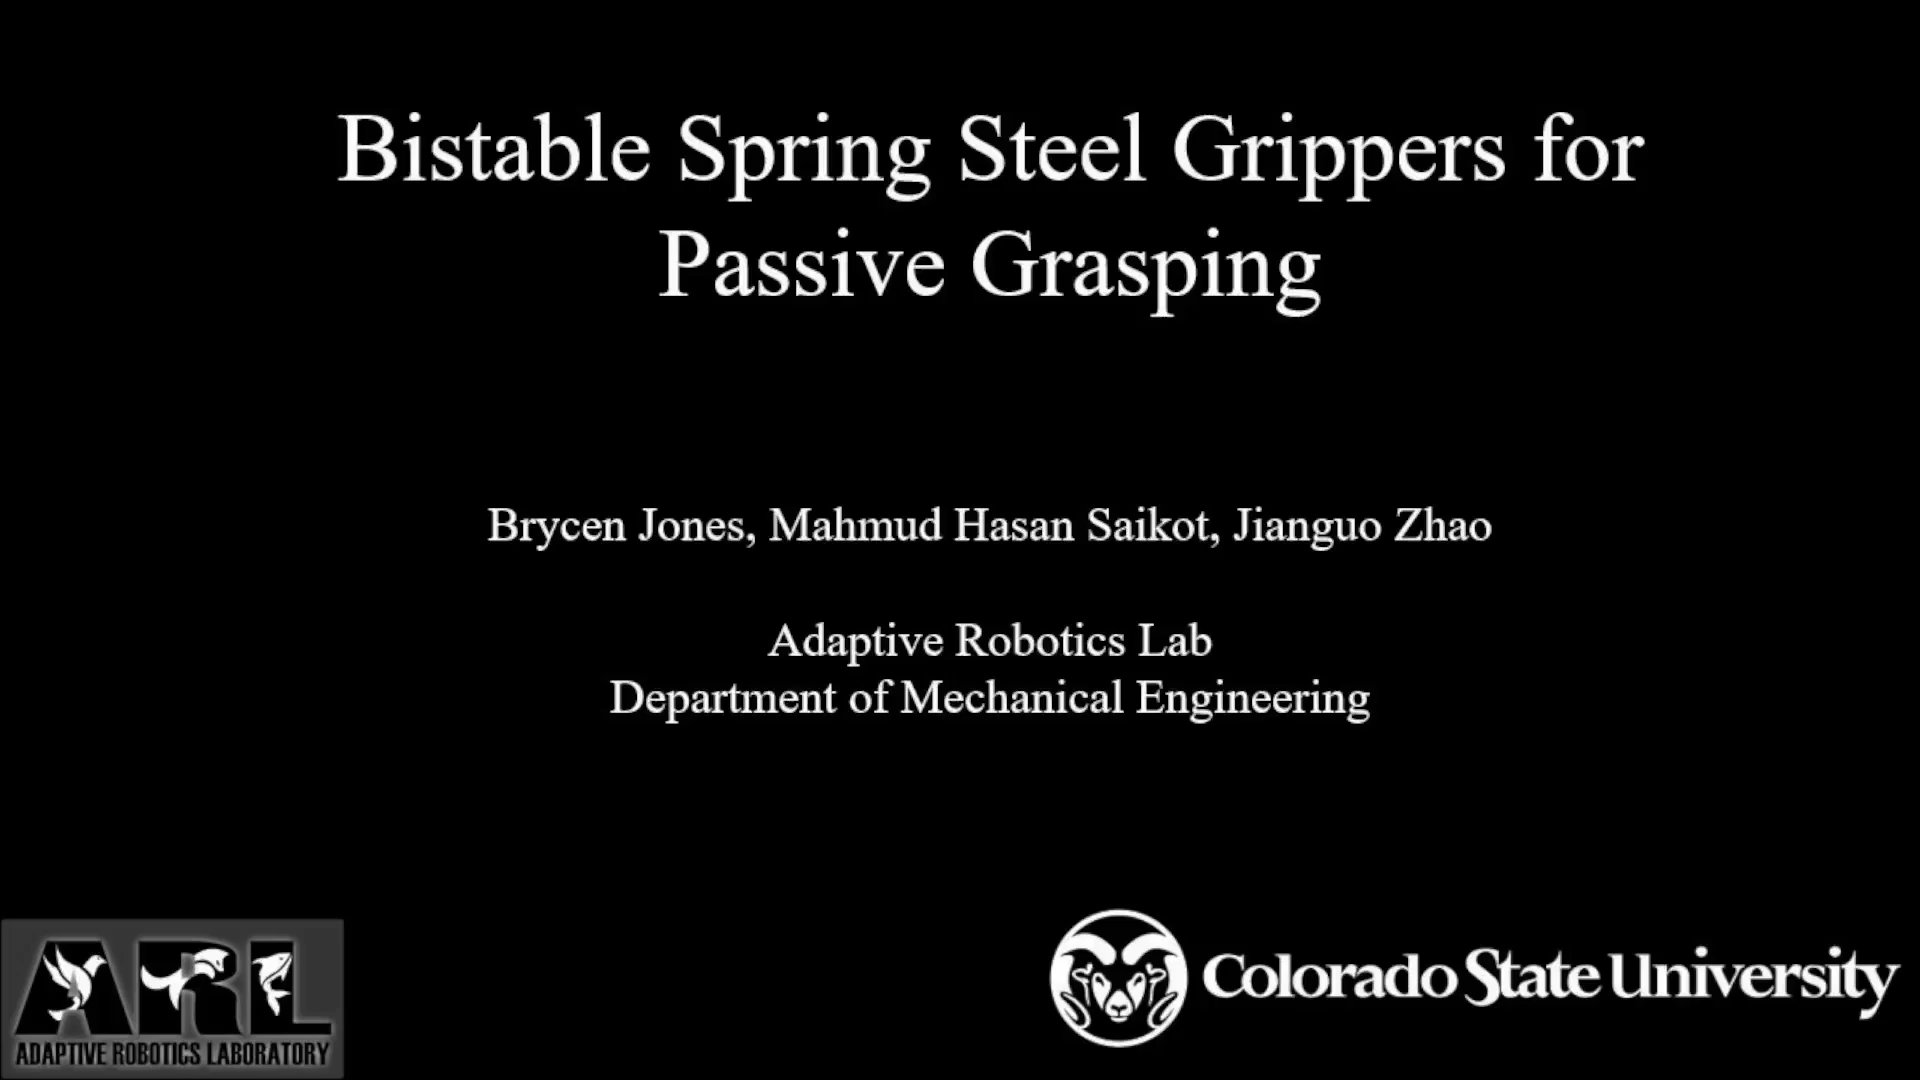 Bistable Spring Steel Grippers for
Passive Grasping
Brycen Jones, Mahmud Hasan Saikot, Jianguo Zhao
Adaptive Robotics Lab
Department of Mechanical Engineering
ARL
ADAPTIVE ROBOTICS LABORATORY
Colorado State University